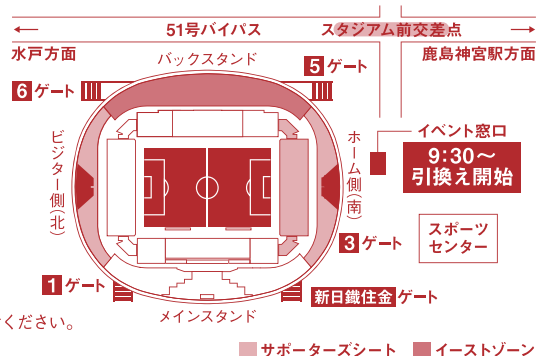 51号バイパス
スタジアム前交差点
水戸方面
鹿島神宮駅方面
バックスタンド
5 ゲート
6 ゲート
イベント窓口
9:30～
引換え開始
ビジター側(北)
ホーム側(南)
スポーツ
センター
3 ゲート
1 ゲート
新日鐵住金 ゲート
メインスタンド
ください。
サポーターズシート
イーストゾーン